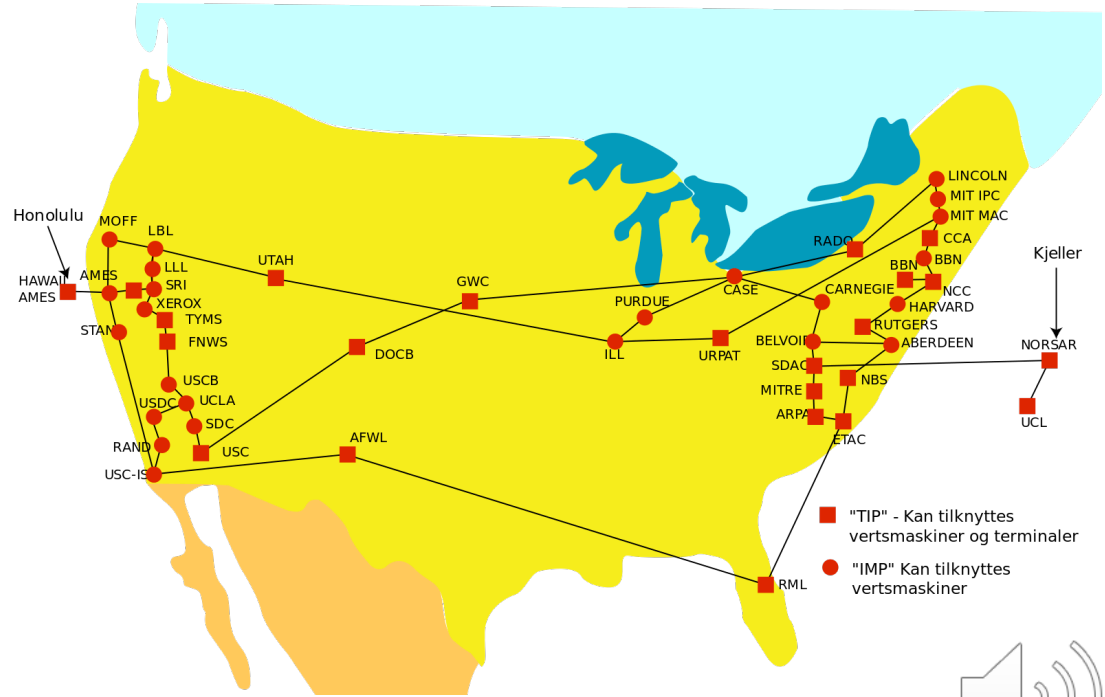 LINCOLN
MIT IPC
MIT MAC
Honolulu
MOFF
LBL
RADO
CCA
LLL
UTAH
BBN
BBN
Kjeller
HAWAII
AMES
AMES
SRI
GWC
CASE
CARNEGIE
NCC
XEROX
PURDUE
HARVARD
TYMS
STAN
RUTGERS
FNWS
DOCB
ILL
URPAT
BELVOIR
ABERDEEN
NORSAR
SDAC
USCB
NBS
MITRE
USDC
UCLA
ARPA
UCL
SDC
AFWL
ETAC
RAND
USC
USC-IS
"TIP" - Kan tilknyttes
vertsmaskiner og terminaler
"IMP" Kan tilknyttes
vertsmaskiner
RML